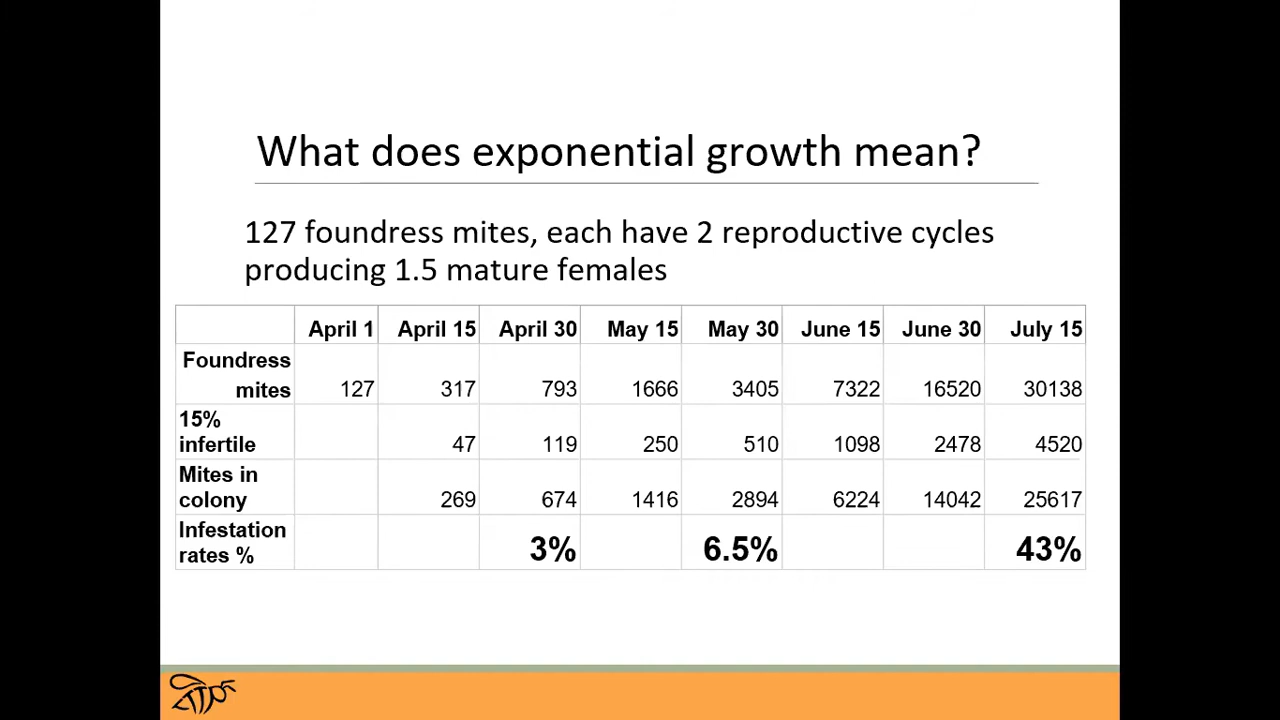 What does exponential growth mean?
127 foundress mites, each have 2 reproductive cycles
producing 1.5 mature females
April 1 April 15 April 30 May 15 May 30 June 15 June 30 July 15
Foundress
mites 127 317 793 1666 3405 7322 16520 30138
15%
infertile 47 119 250 510 1098 2478 4520
Mites in
colony 269 674 1416 2894 6224 14042 25617
Infestation
rates % 3% 6.5% 43%